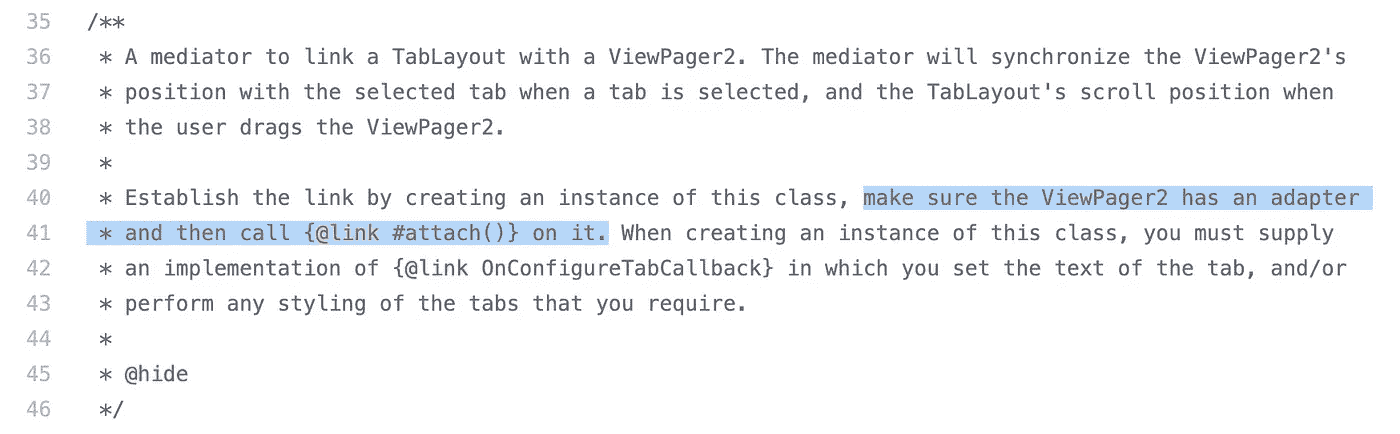 35 /**
36 * A mediator to link a TabLayout with a ViewPager2. The mediator will synchronize the ViewPager2's
37 * position with the selected tab when a tab is selected, and the TabLayout's scroll position when
38 * the user drags the ViewPager2.
39 *
40 * Establish the link by creating an instance of this class, make sure the ViewPager2 has an adapter
41 * and then call {@link #attach()} on it. When creating an instance of this class, you must supply
42 * an implementation of {@link OnConfigureTabCallback} in which you set the text of the tab, and/or
43 * perform any styling of the tabs that you require.
44 *
45 * @hide
46 */